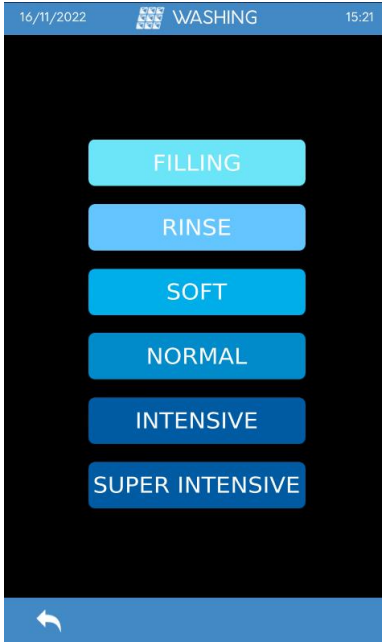 16/11/2022 WASHING 15:21
FILLING
RINSE
SOFT
NORMAL
INTENSIVE
SUPER INTENSIVE